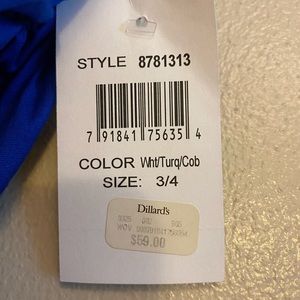 STYLE 8781313
7 91841 75635 4
COLOR Wht/Turq/Cob
SIZE: 3/4
Dillard's
$59.00